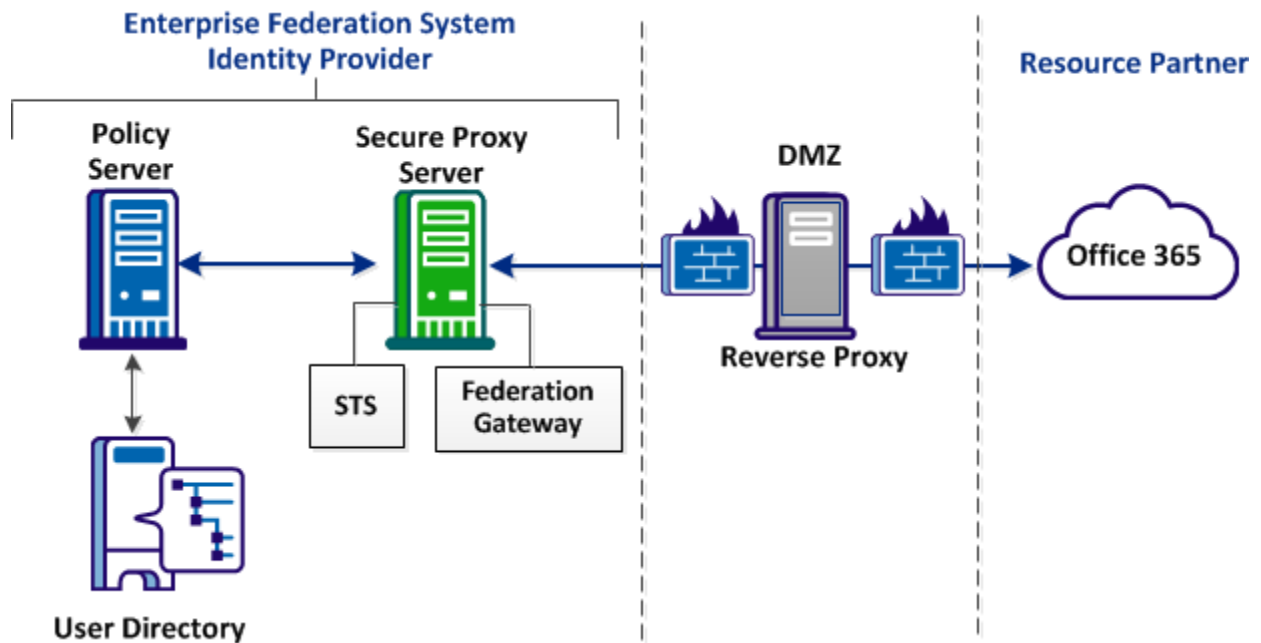 Enterprise Federation System
Identity Provider
Resource Partner
Policy
Server
Secure Proxy
Server
DMZ
Office 365
Reverse Proxy
STS
Federation
Gateway
User Directory